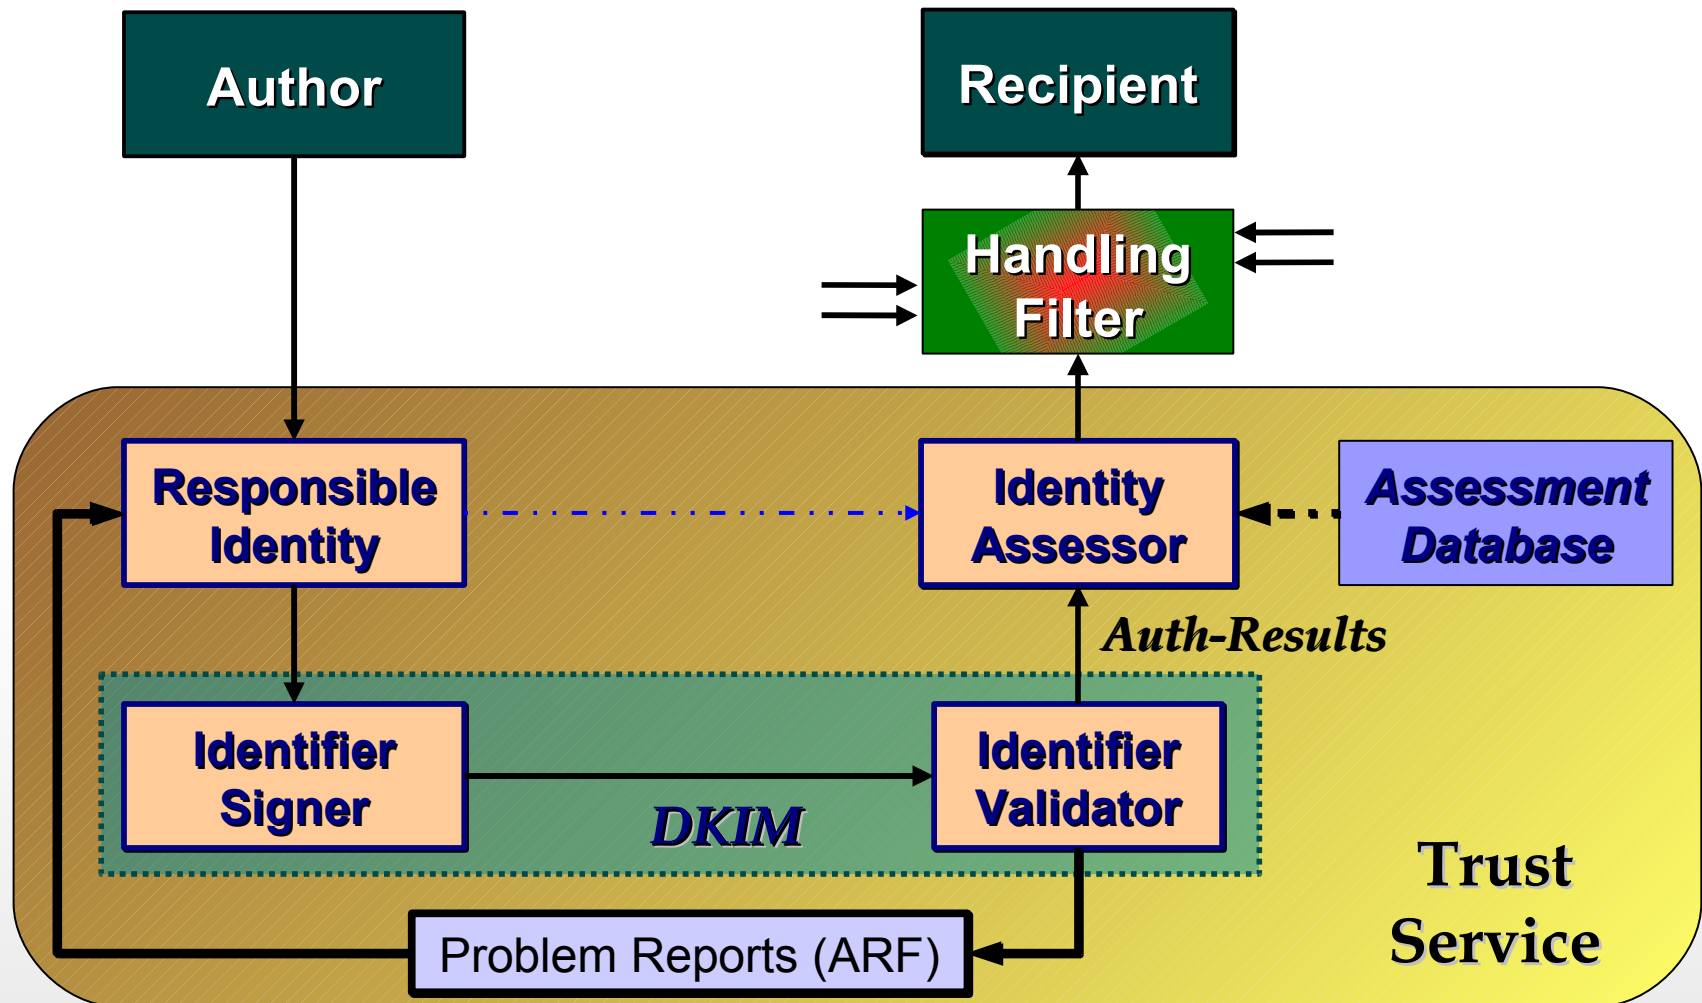 Author
Recipient
Handling
Filter
Responsible
Identity
Identity
Assessor
Assessment
Database
Auth-Results
Identifier
Signer
DKIM
Identifier
Validator
Trust
Service
Problem Reports (ARF)